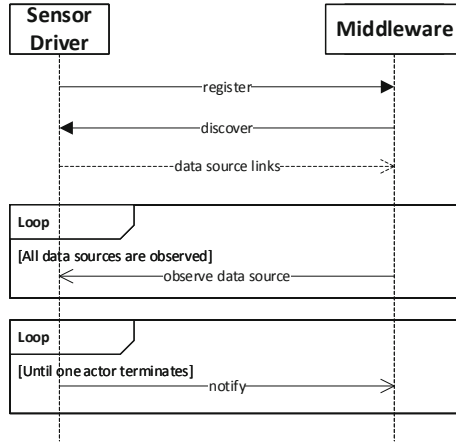 Sensor
Driver
Middleware
register
discover
data source links
Loop
[All data sources are observed]
observe data source
Loop
[Until one actor terminates]
notify